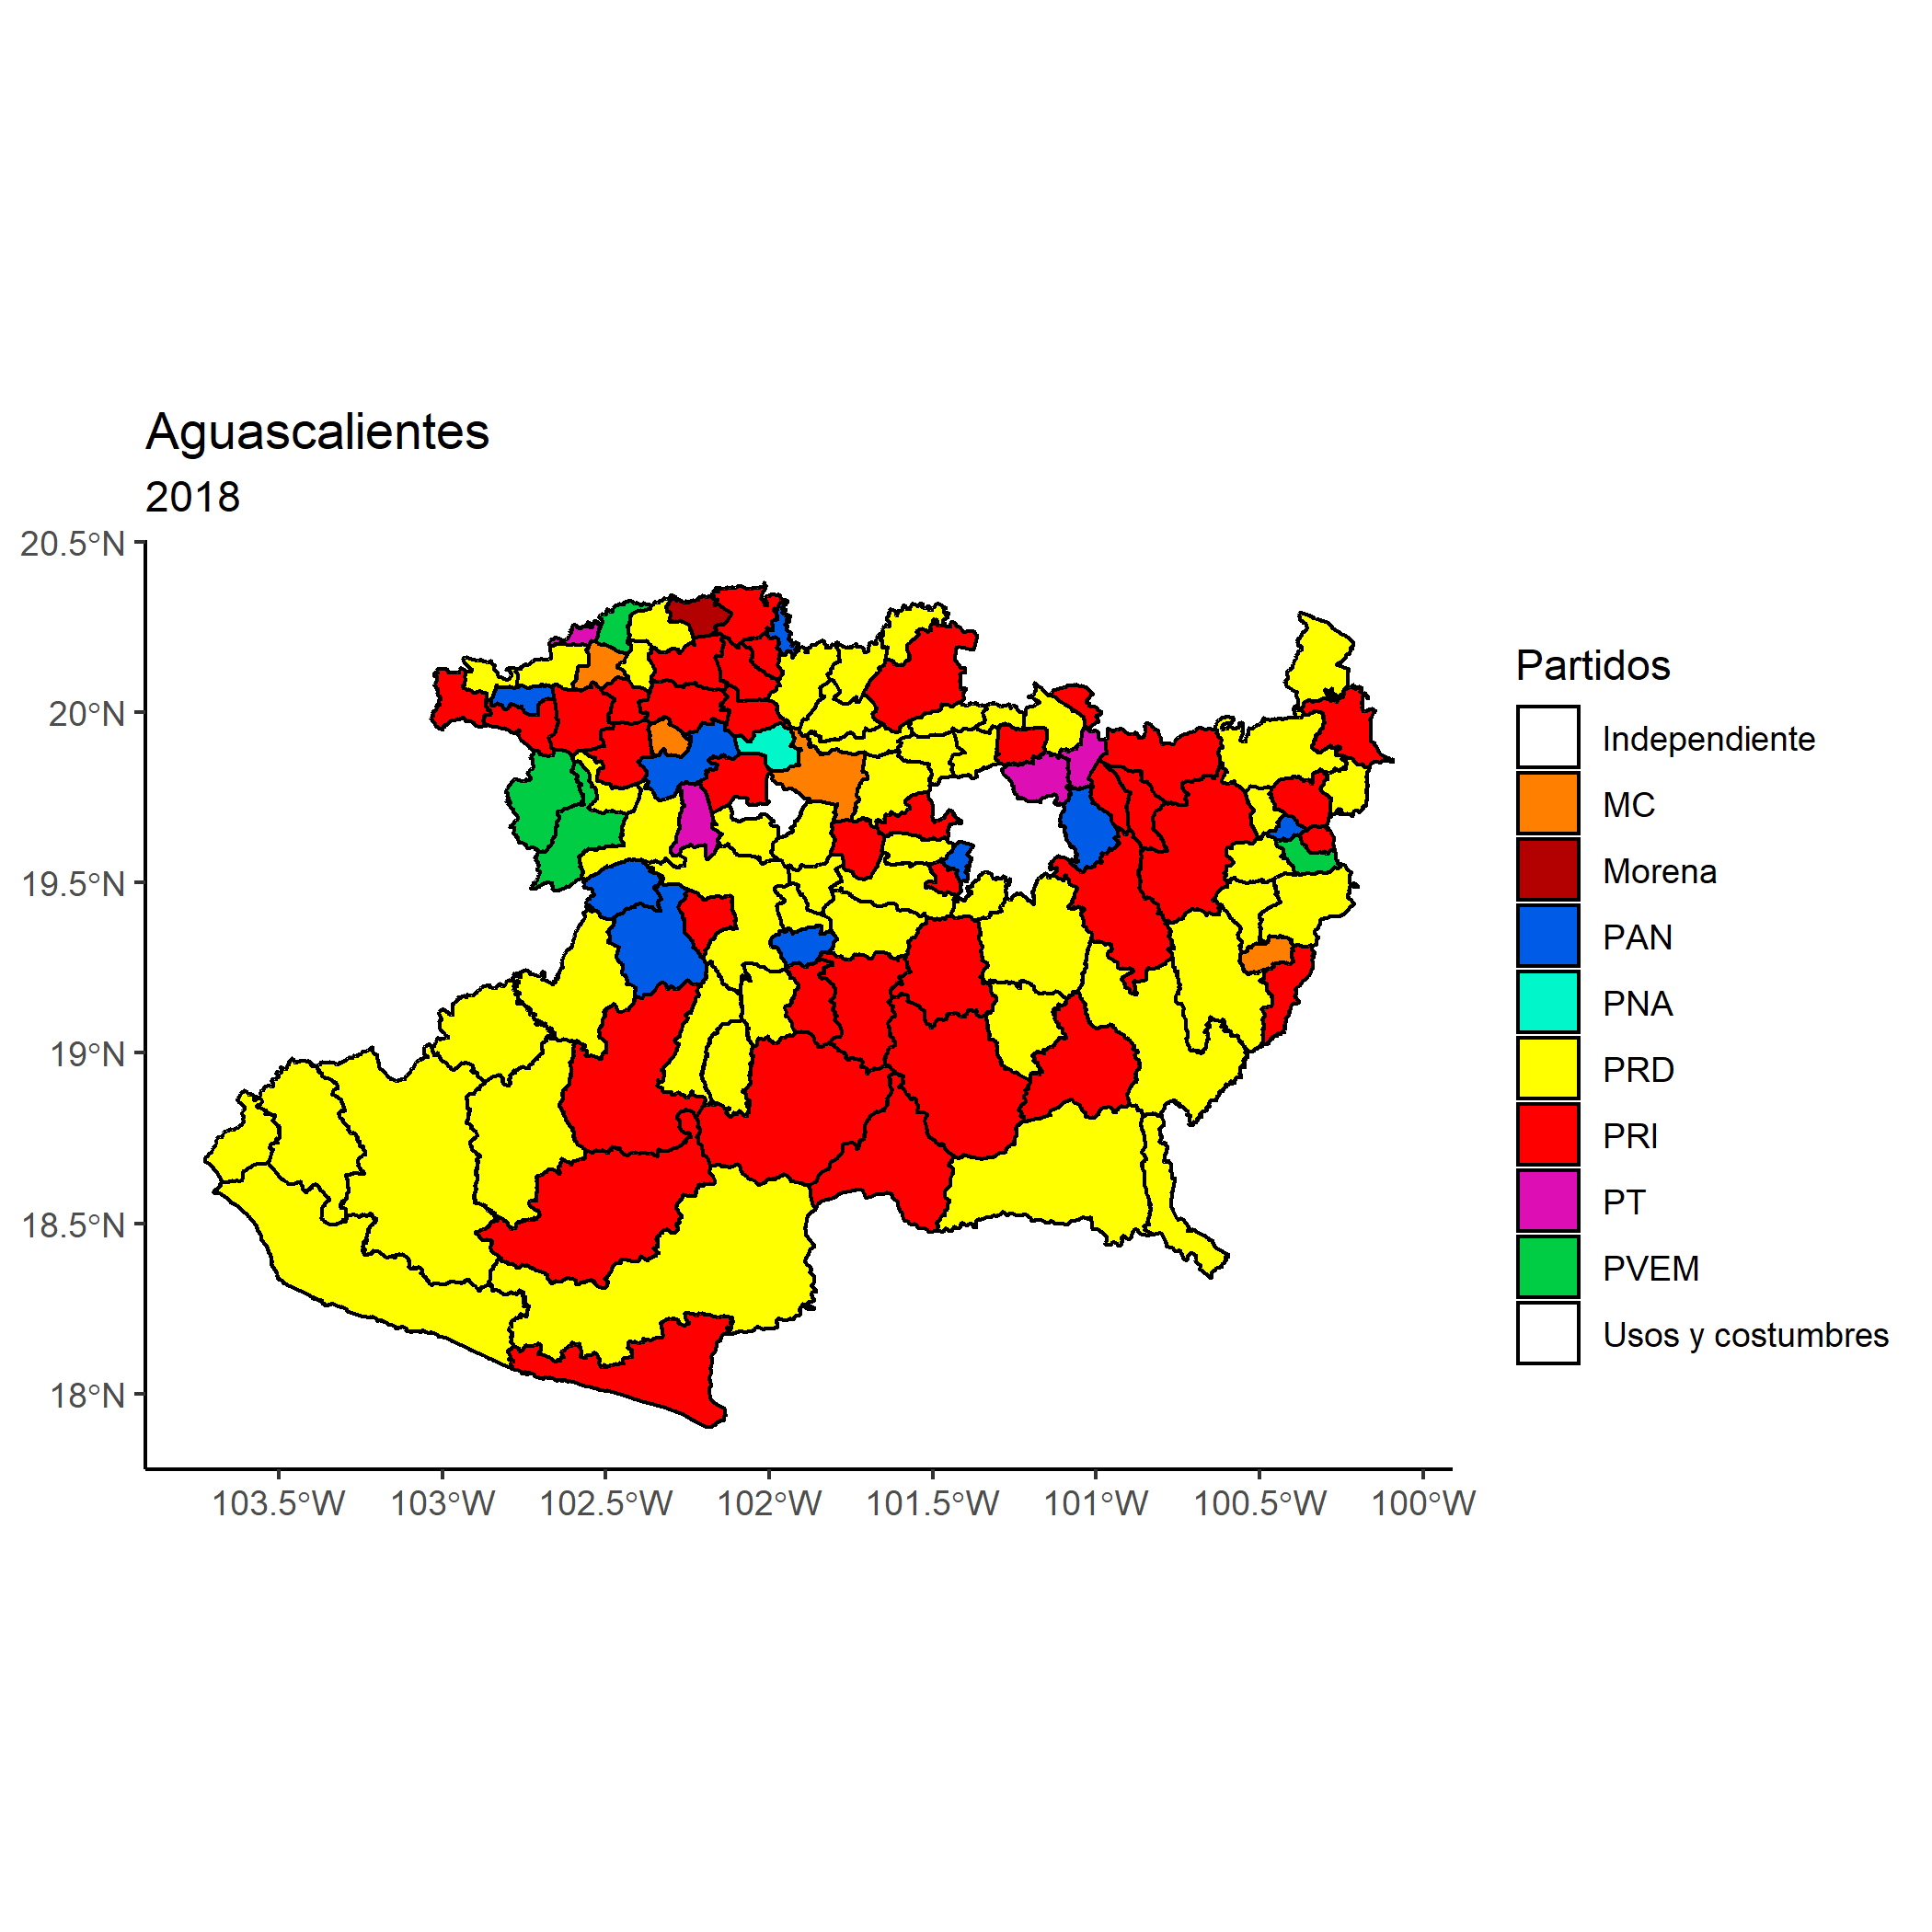 Aguascalientes
2018
20.5°N
20°N
19.5°N
19°N
18.5°N
18°N
103.5°W
103°W
102.5°W
102°W
101.5°W
101°W
100.5°W
100°W
Partidos
Independiente
MC
Morena
PAN
PNA
PRD
PRI
PT
PVEM
Usos y costumbres